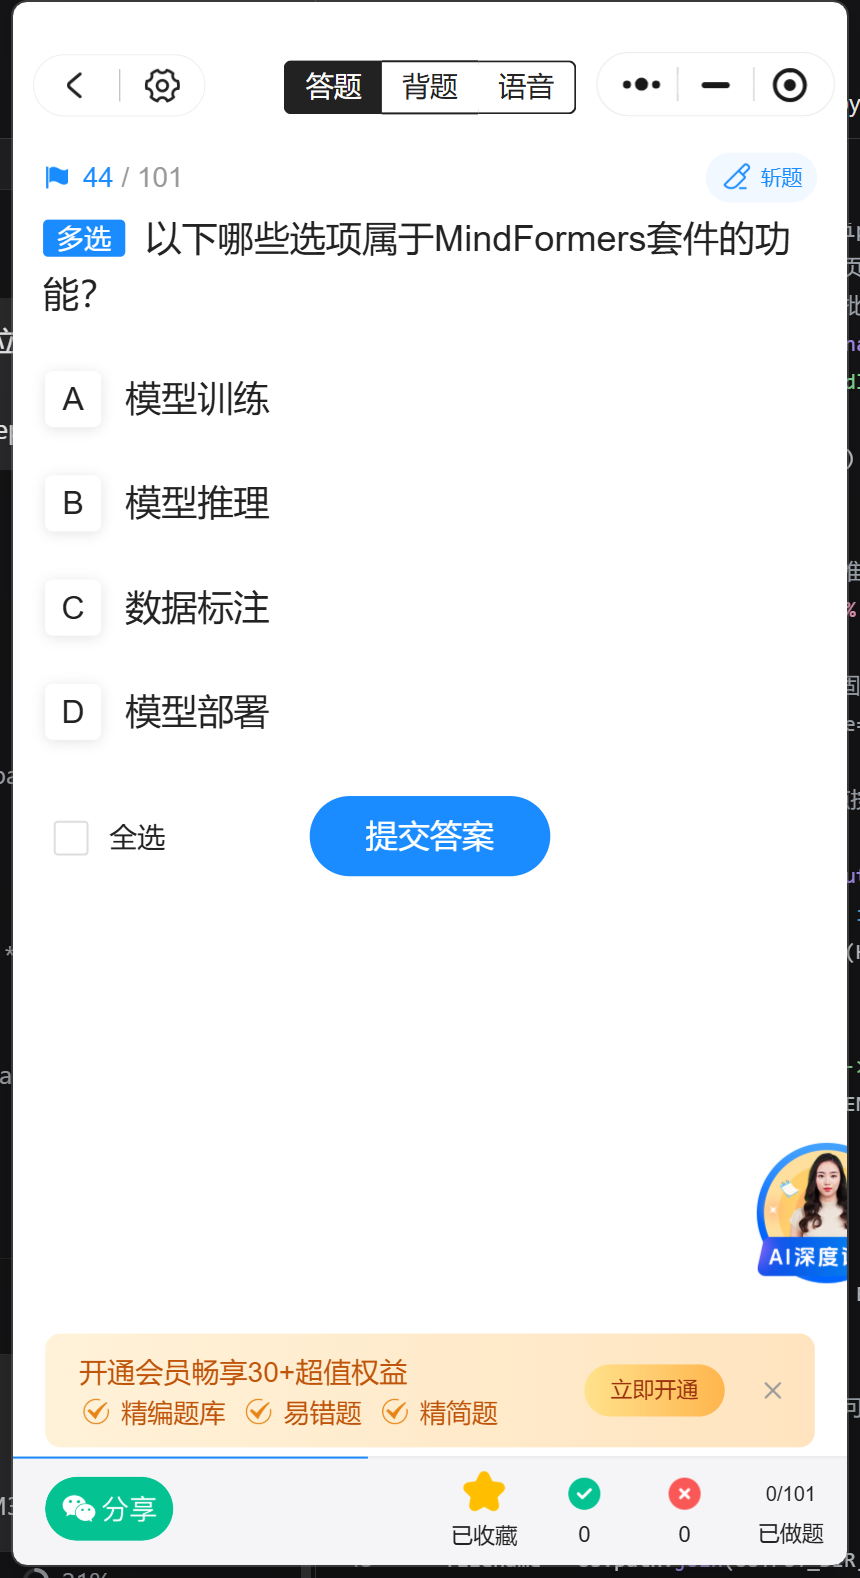 答题 背题 语音
44 / 101
斩题
多选 以下哪些选项属于MindFormers套件的功
能?
A 模型训练
B 模型推理
C 数据标注
D 模型部署
全选
提交答案
AI深度
开通会员畅享30+超值权益
精编题库 易错题 精简题
立即开通
分享
已收藏
0
0
0/101
已做题